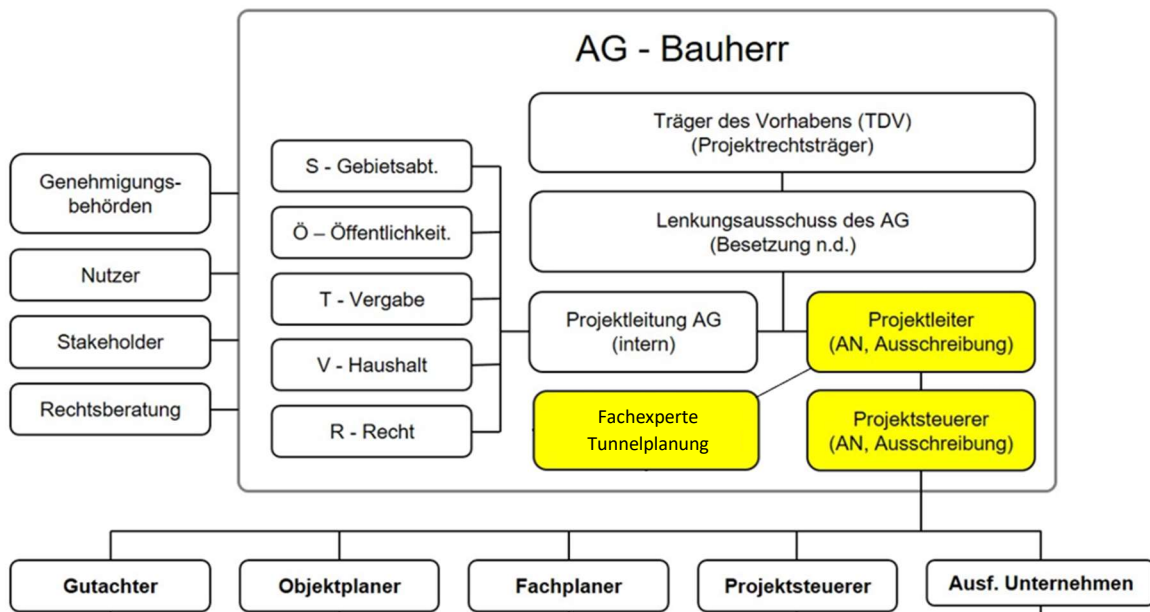 AG - Bauherr
Träger des Vorhabens (TDV)
(Projektrechtsträger)
Lenkungsausschuss des AG
(Besetzung n.d.)
Projektleitung AG
(intern)
Projektleiter
(AN, Ausschreibung)
Fachexperte
Tunnelplanung
Projektsteuerer
(AN, Ausschreibung)
S - Gebietsabt.
Ö – Öffentlichkeit.
T - Vergabe
V - Haushalt
R - Recht
Genehmigungs-
behörden
Nutzer
Stakeholder
Rechtsberatung
Gutachter
Objektplaner
Fachplaner
Projektsteuerer
Ausf. Unternehmen